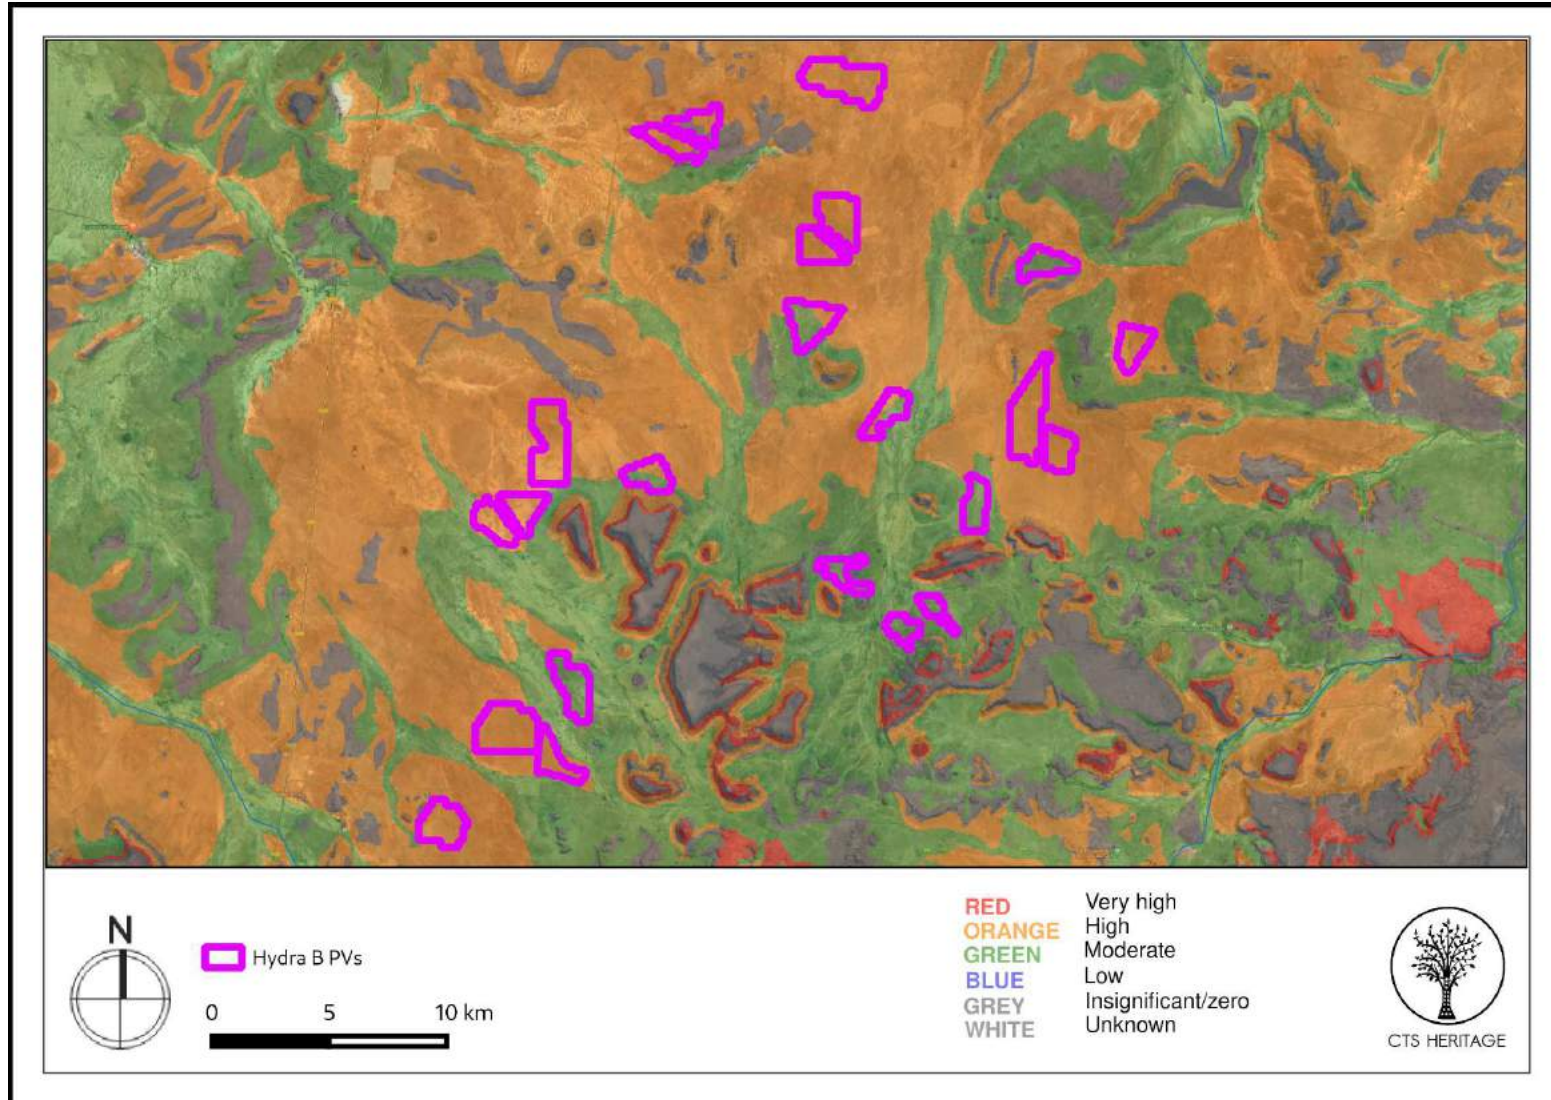 N
Hydra B PVs
0 5 10 km
RED Very high
ORANGE High
GREEN Moderate
BLUE Low
GREY Insignificant/zero
WHITE Unknown
CTS HERITAGE